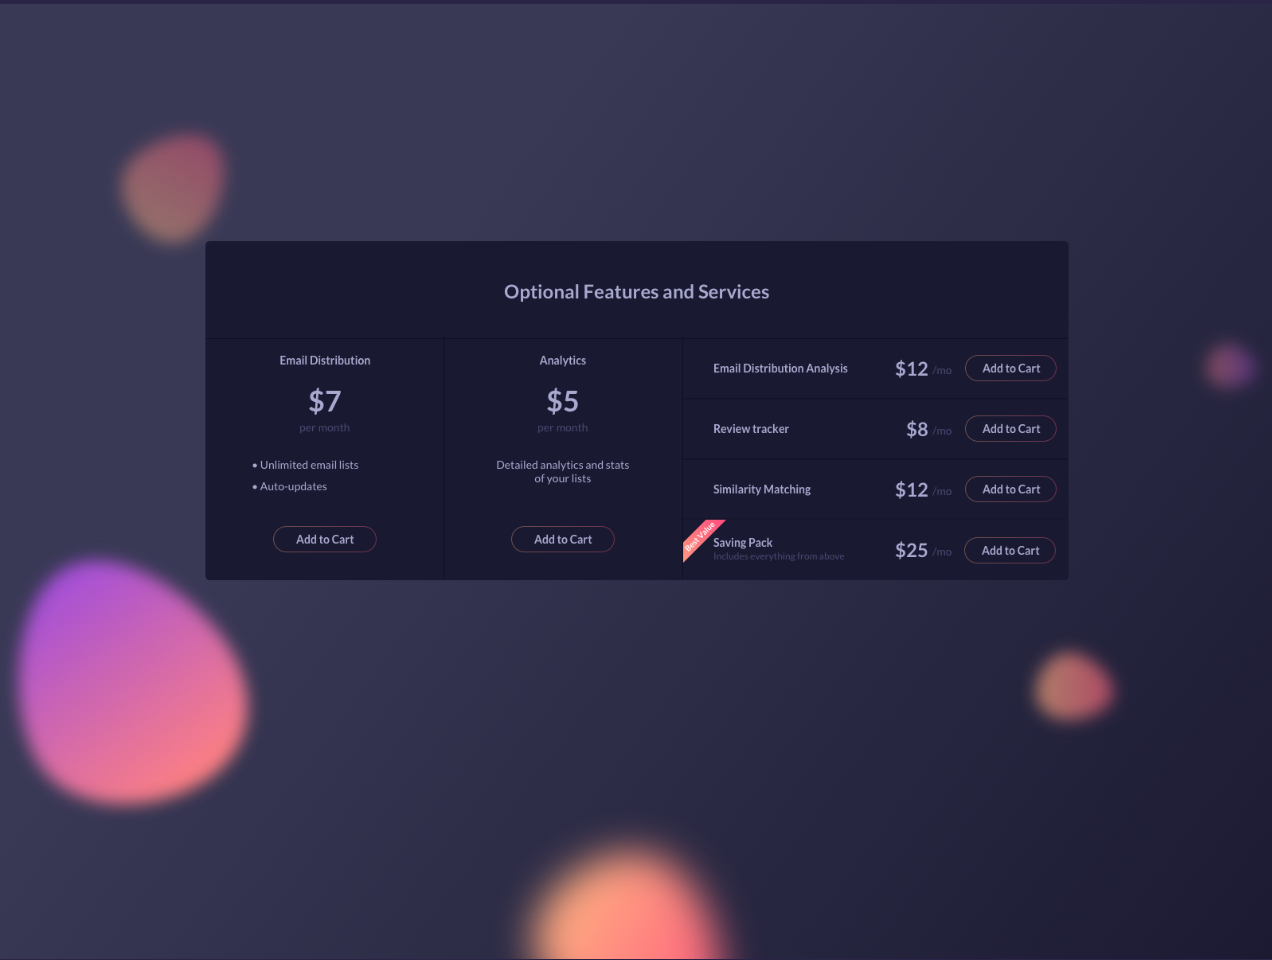 Optional Features and Services
Email Distribution
$7
per month
• Unlimited email lists
• Auto-updates
Add to Cart
Analytics
$5
per month
Detailed analytics and stats
of your lists
Add to Cart
Email Distribution Analysis $12 /mo Add to Cart
Review tracker $8 /mo Add to Cart
Similarity Matching $12 /mo Add to Cart
Best Value
Saving Pack $25 /mo Add to Cart
Includes everything from above